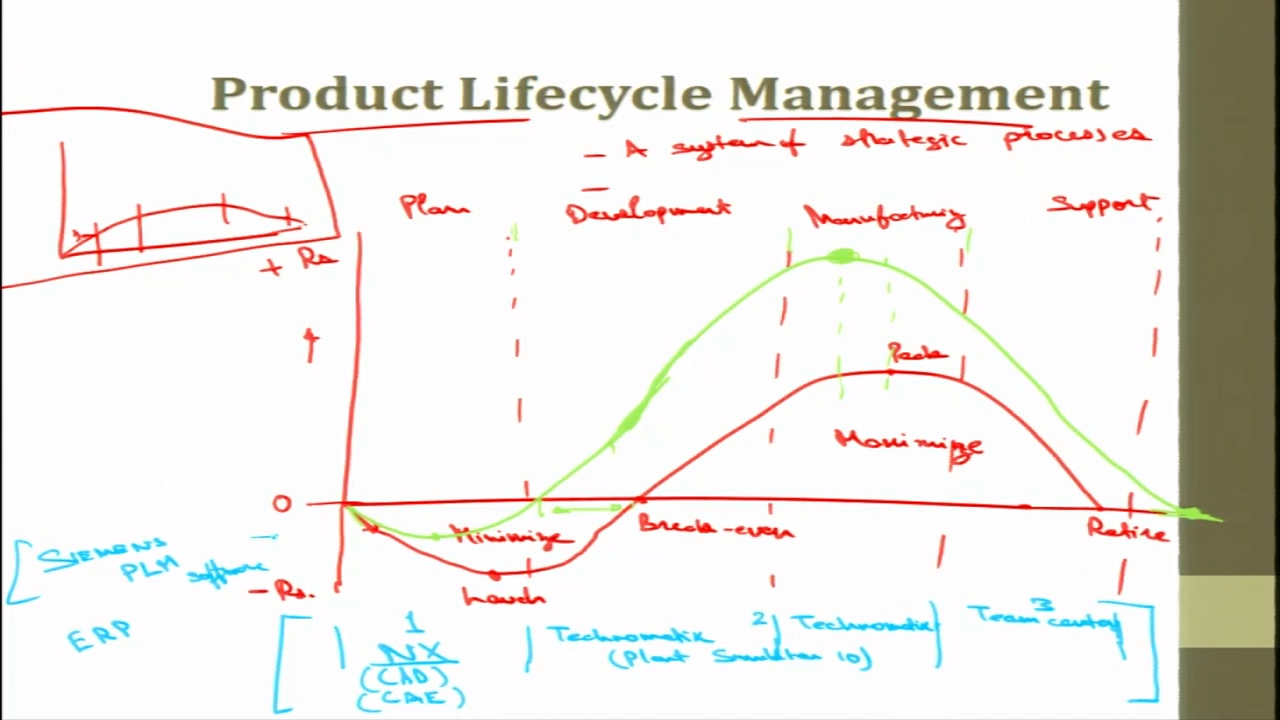 Product Lifecycle Management
- A system of strategic processes
-
Plan Development Manufacturing Support
+ Rs
Peak
Maximize
0
Minimize Break-even Retire
- Rs.
Launch
SIEMENS
PLM software
ERP
1 2 3
NX Technomatix Technomatix Team center
(CAD) (Plant Simulation 10)
(CAE)